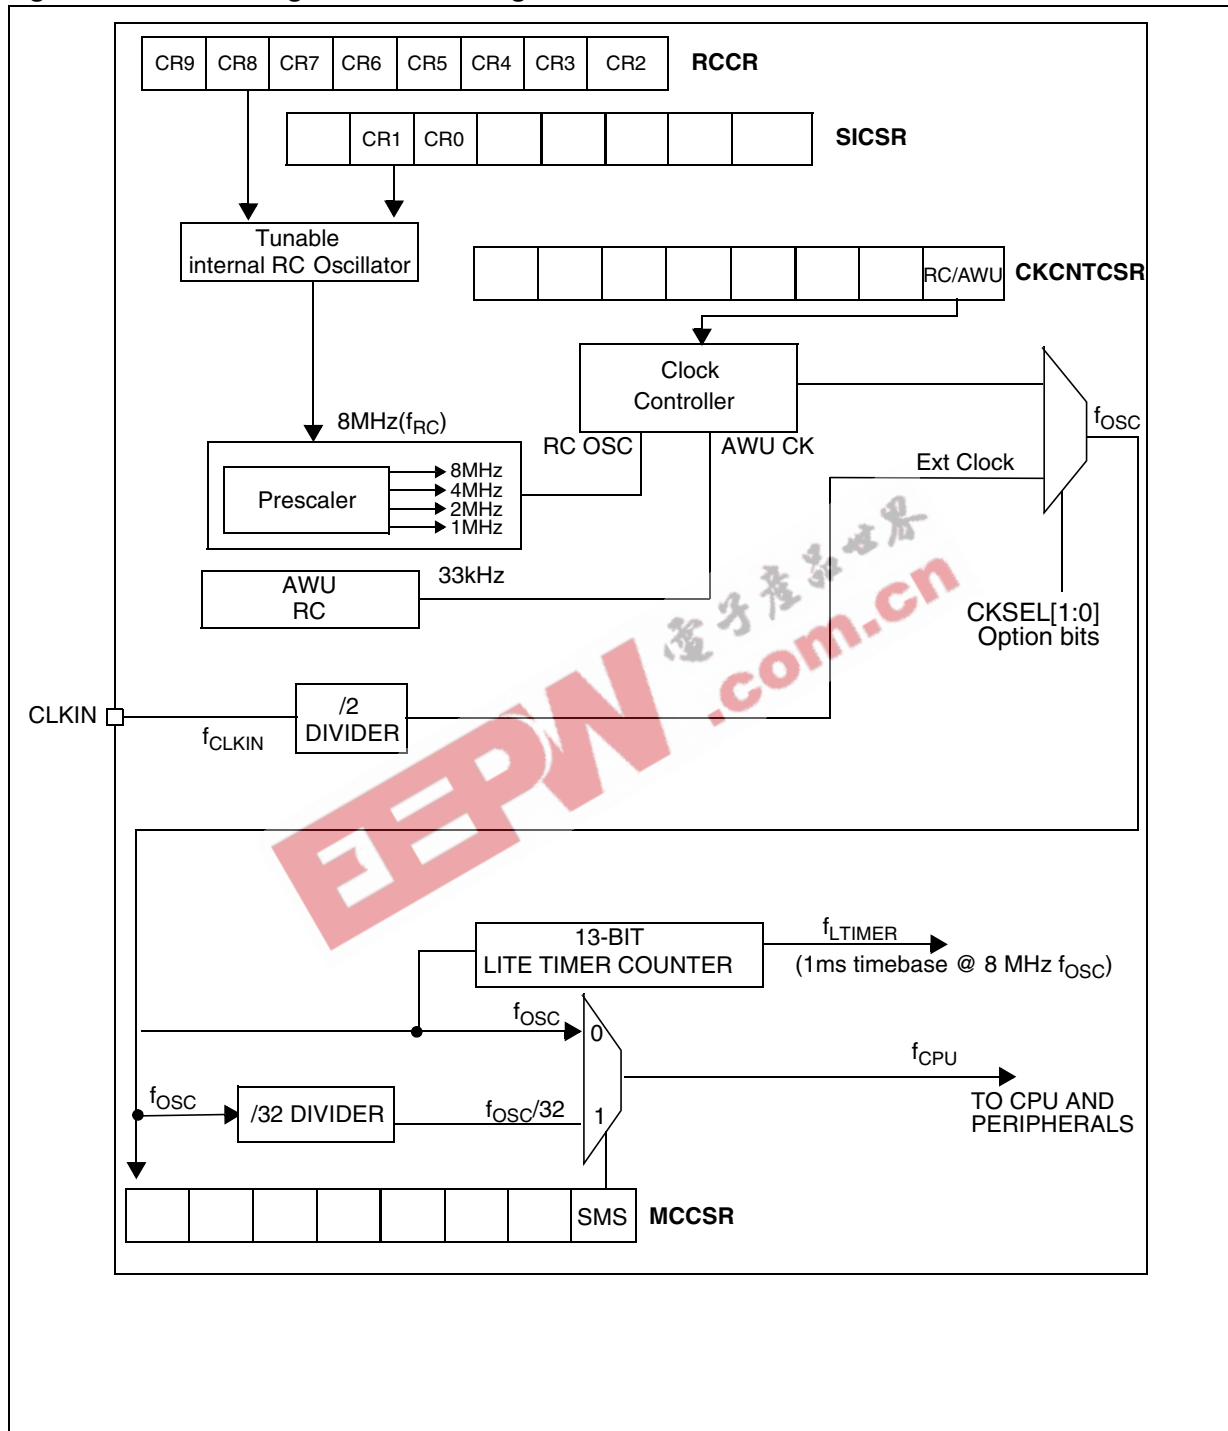 CR9 CR8 CR7 CR6 CR5 CR4 CR3 CR2 RCCR
CR1 CR0 SICSR
Tunable
internal RC Oscillator
RC/AWU CKCNTCSR
Clock
Controller
8MHz(fRC)
RC OSC
AWU CK
fOSC
Ext Clock
Prescaler
8MHz
4MHz
2MHz
1MHz
AWU
RC
33kHz
CKSEL[1:0]
Option bits
電子產品世界
EEPW.com.cn
CLKIN
fCLKIN
/2
DIVIDER
13-BIT
LITE TIMER COUNTER
fLTIMER
(1ms timebase @ 8 MHz fOSC)
fOSC
0
fCPU
TO CPU AND
PERIPHERALS
fOSC
/32 DIVIDER
fOSC/32
1
SMS MCCSR